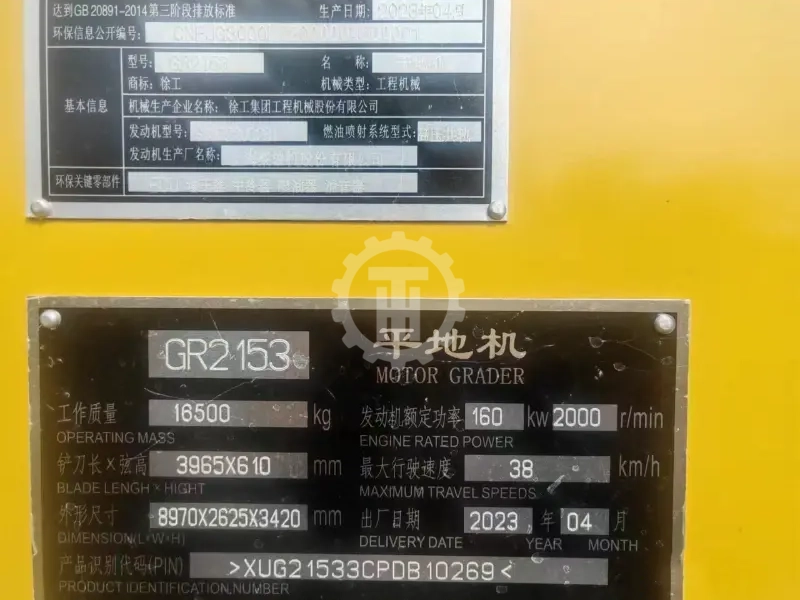 达到GB 20891-2014第三阶段排放标准 生产日期:
环保信息公开编号:
型号: 名 称:
商标: 徐工 机械类型: 工程机械
基本信息 机械生产企业名称: 徐工集团工程机械股份有限公司
发动机型号: 燃油喷射系统型式:
发动机生产厂名称:
环保关键零部件
GR2153 平地机
MOTOR GRADER
工作质量 16500 kg 发动机额定功率 160 kw 2000 r/min
OPERATING MASS ENGINE RATED POWER
铲刀长×弦高 3965X610 mm 最大行驶速度 38 km/h
BLADE LENGH×HIGHT MAXIMUM TRAVEL SPEEDS
外形尺寸 8970X2625X3420 mm 出厂日期 2023 年 04 月
DIMENSION(L×W×H) DELIVERY DATE YEAR MONTH
产品识别代码(PIN) >XUG21533CPDB10269<
PRODUCT IDENTIFICATION NUMBER